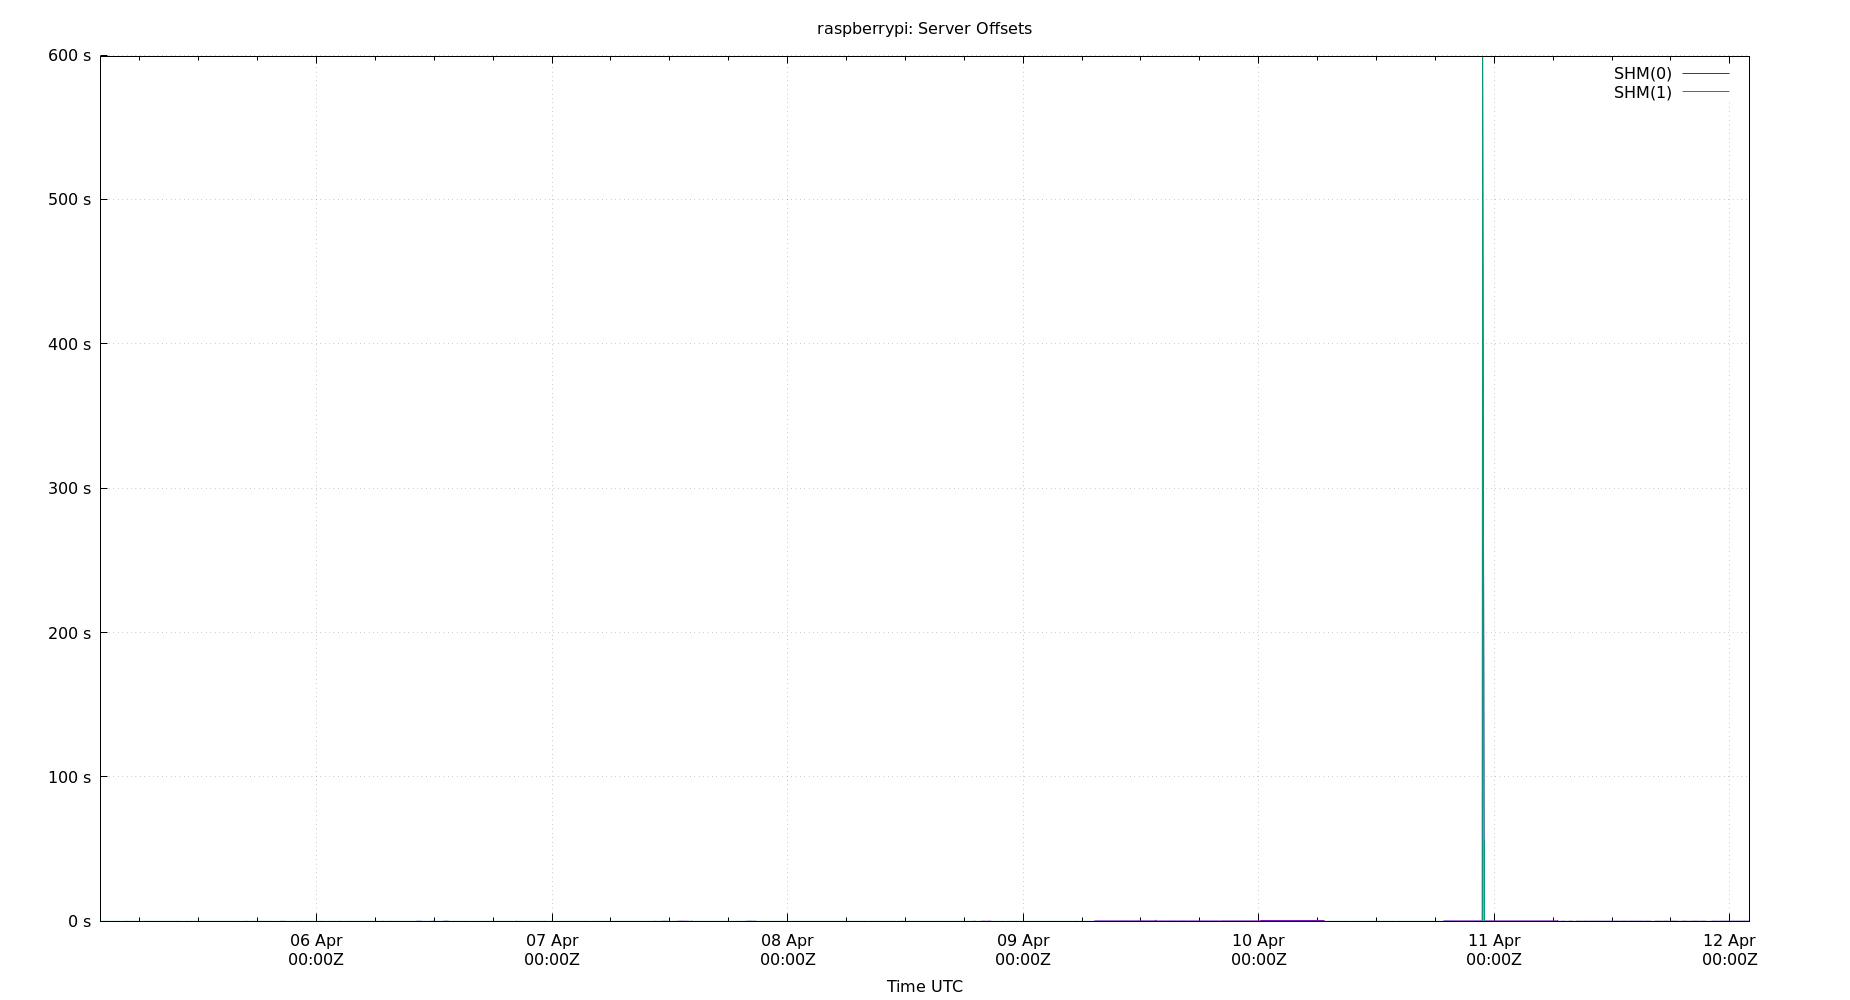 raspberrypi: Server Offsets
600 s
SHM(0)
SHM(1)
500 s
400 s
300 s
200 s
100 s
0 s
06 Apr 07 Apr 08 Apr 09 Apr 10 Apr 11 Apr 12 Apr
00:00Z 00:00Z 00:00Z 00:00Z 00:00Z 00:00Z 00:00Z
Time UTC